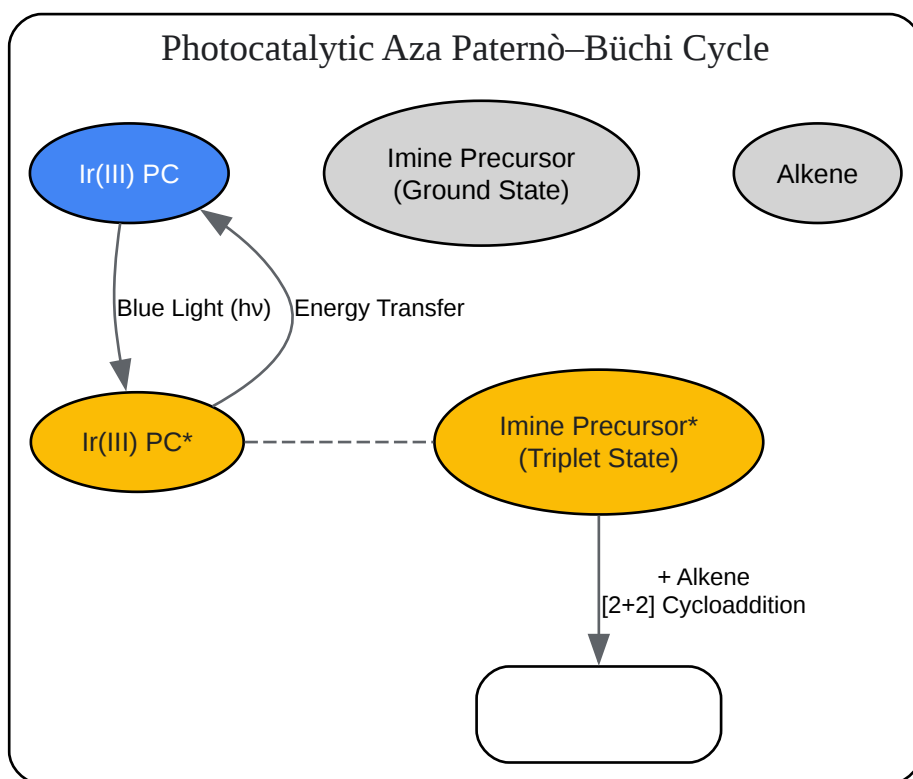 Photocatalytic Aza Paternò–Büchi Cycle
Ir(III) PC
Imine Precursor
(Ground State)
Alkene
Blue Light (hν)
Energy Transfer
Ir(III) PC*
Imine Precursor*
(Triplet State)
+ Alkene
[2+2] Cycloaddition